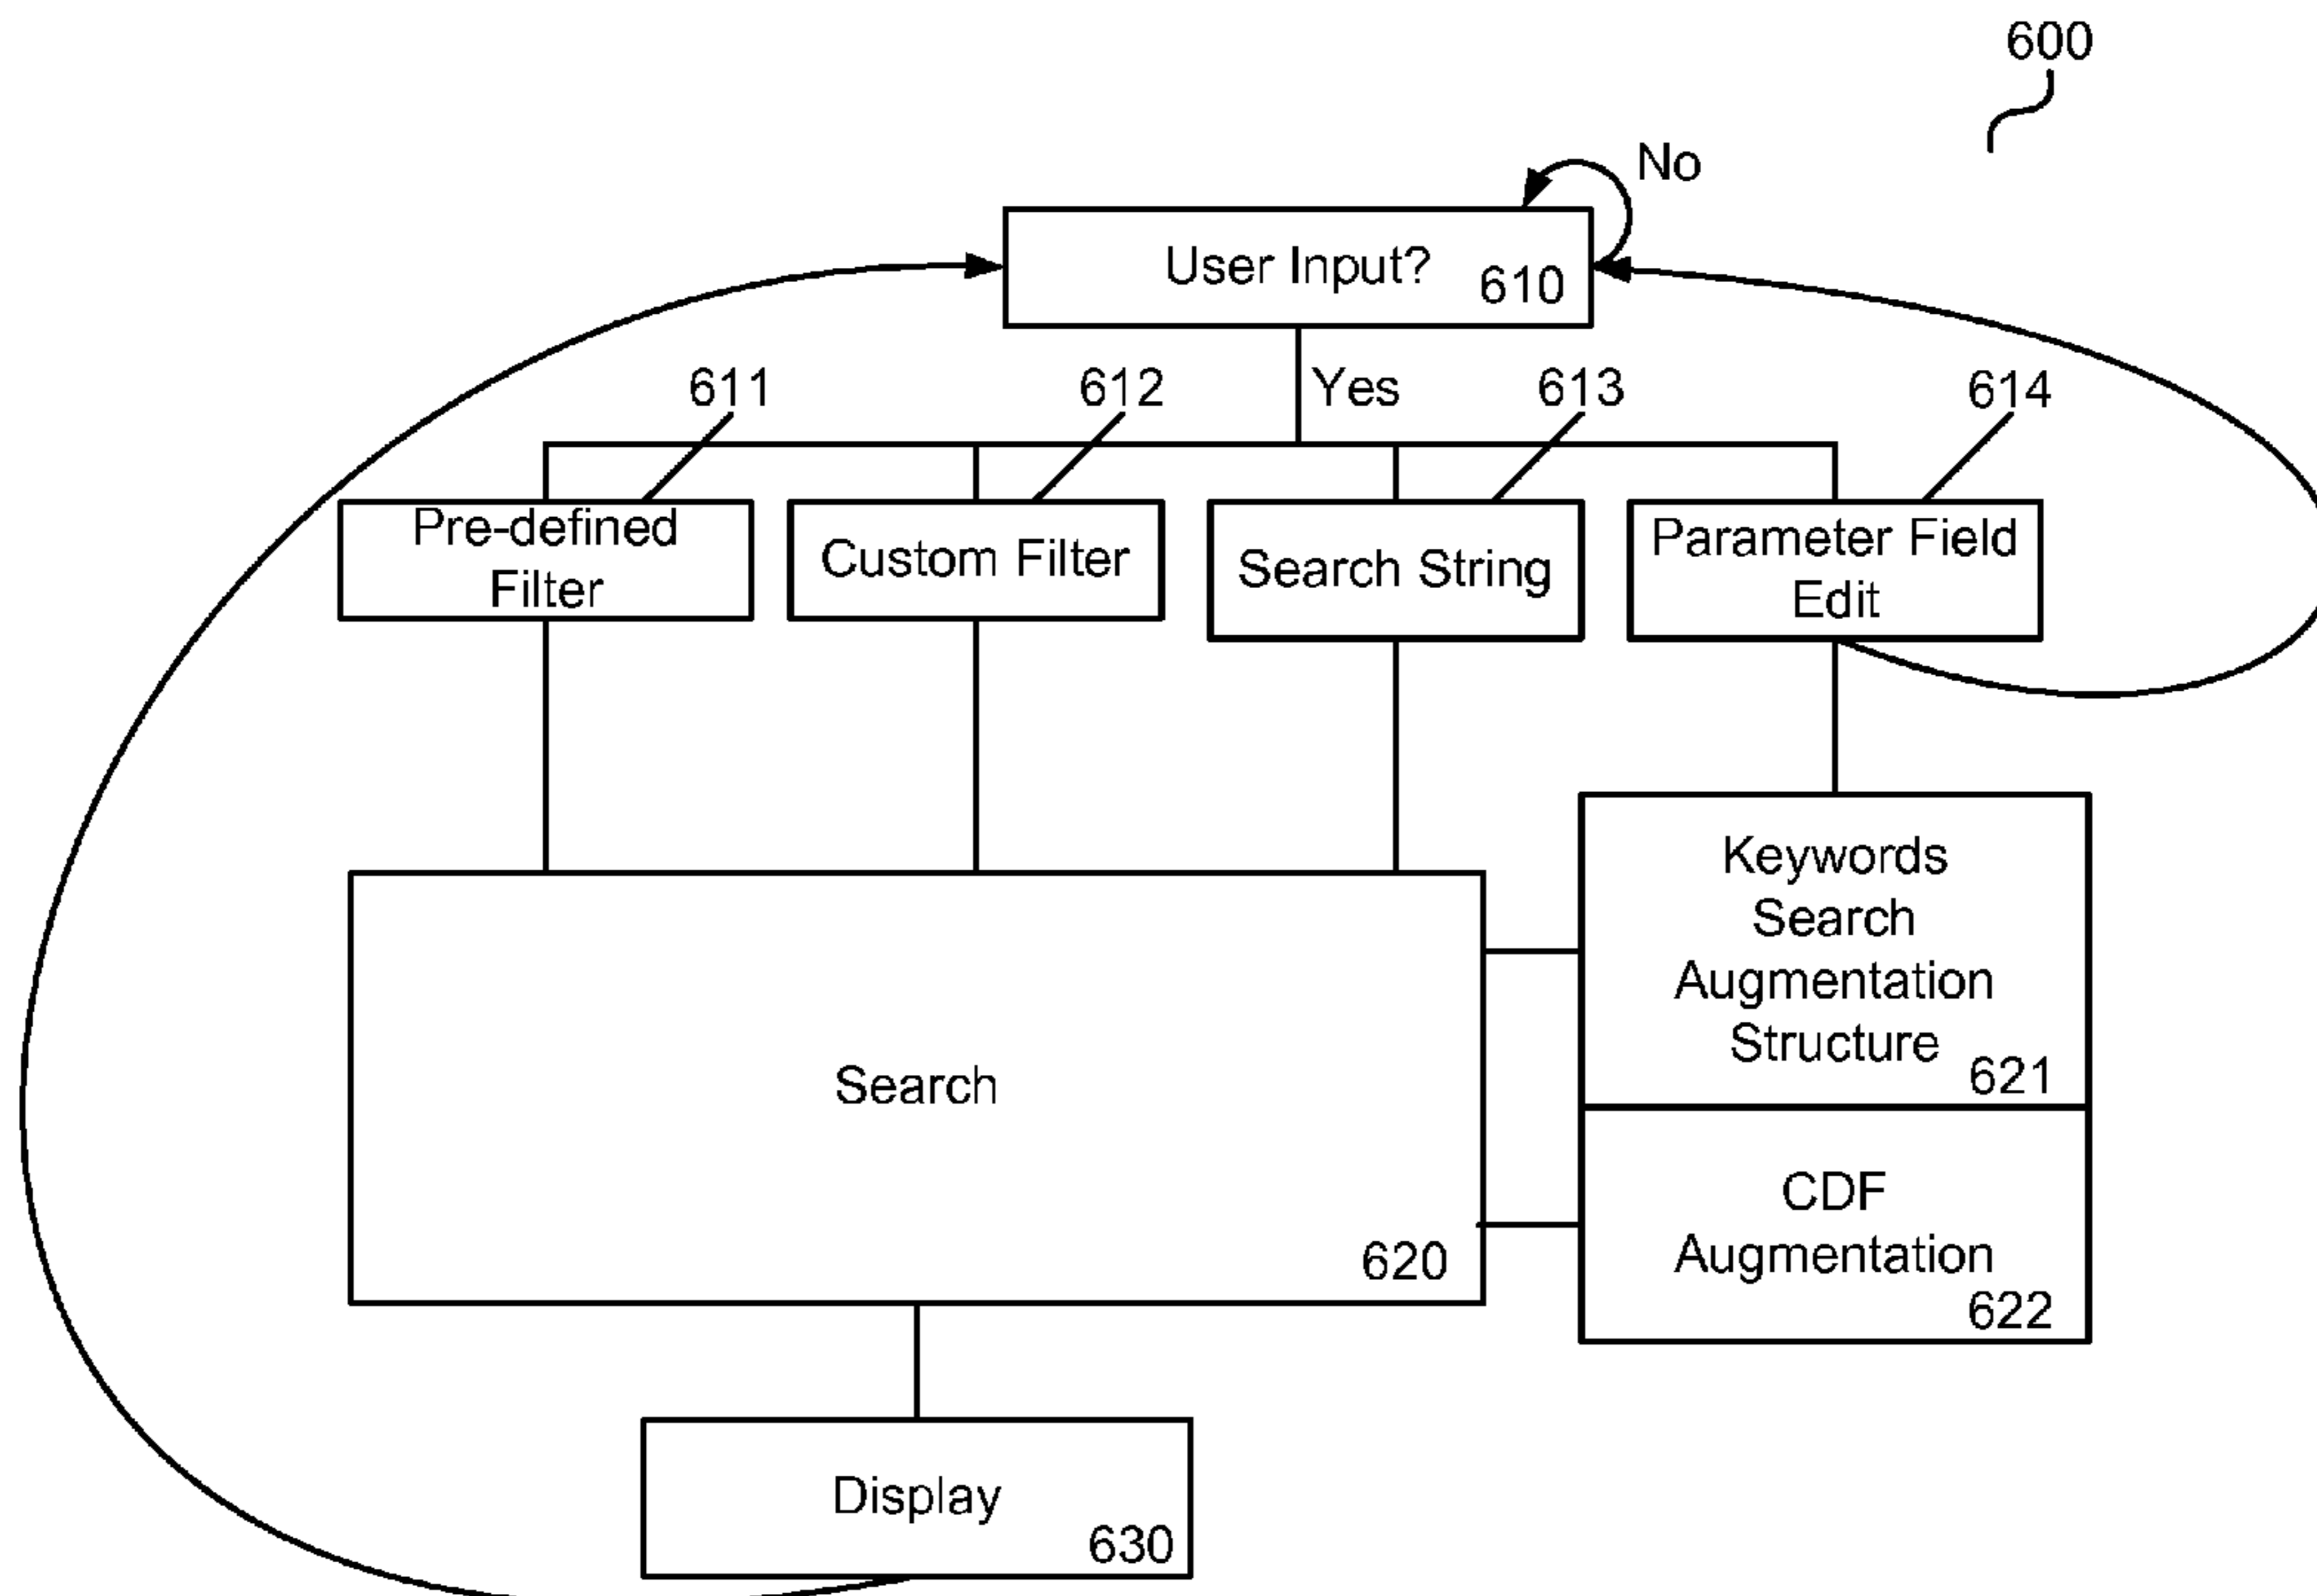 600
No
User Input?
610
611
612
Yes
613
614
Pre-defined
Filter
Custom Filter
Search String
Parameter Field
Edit
Keywords
Search
Augmentation
Structure
621
Search
620
CDF
Augmentation
622
Display
630